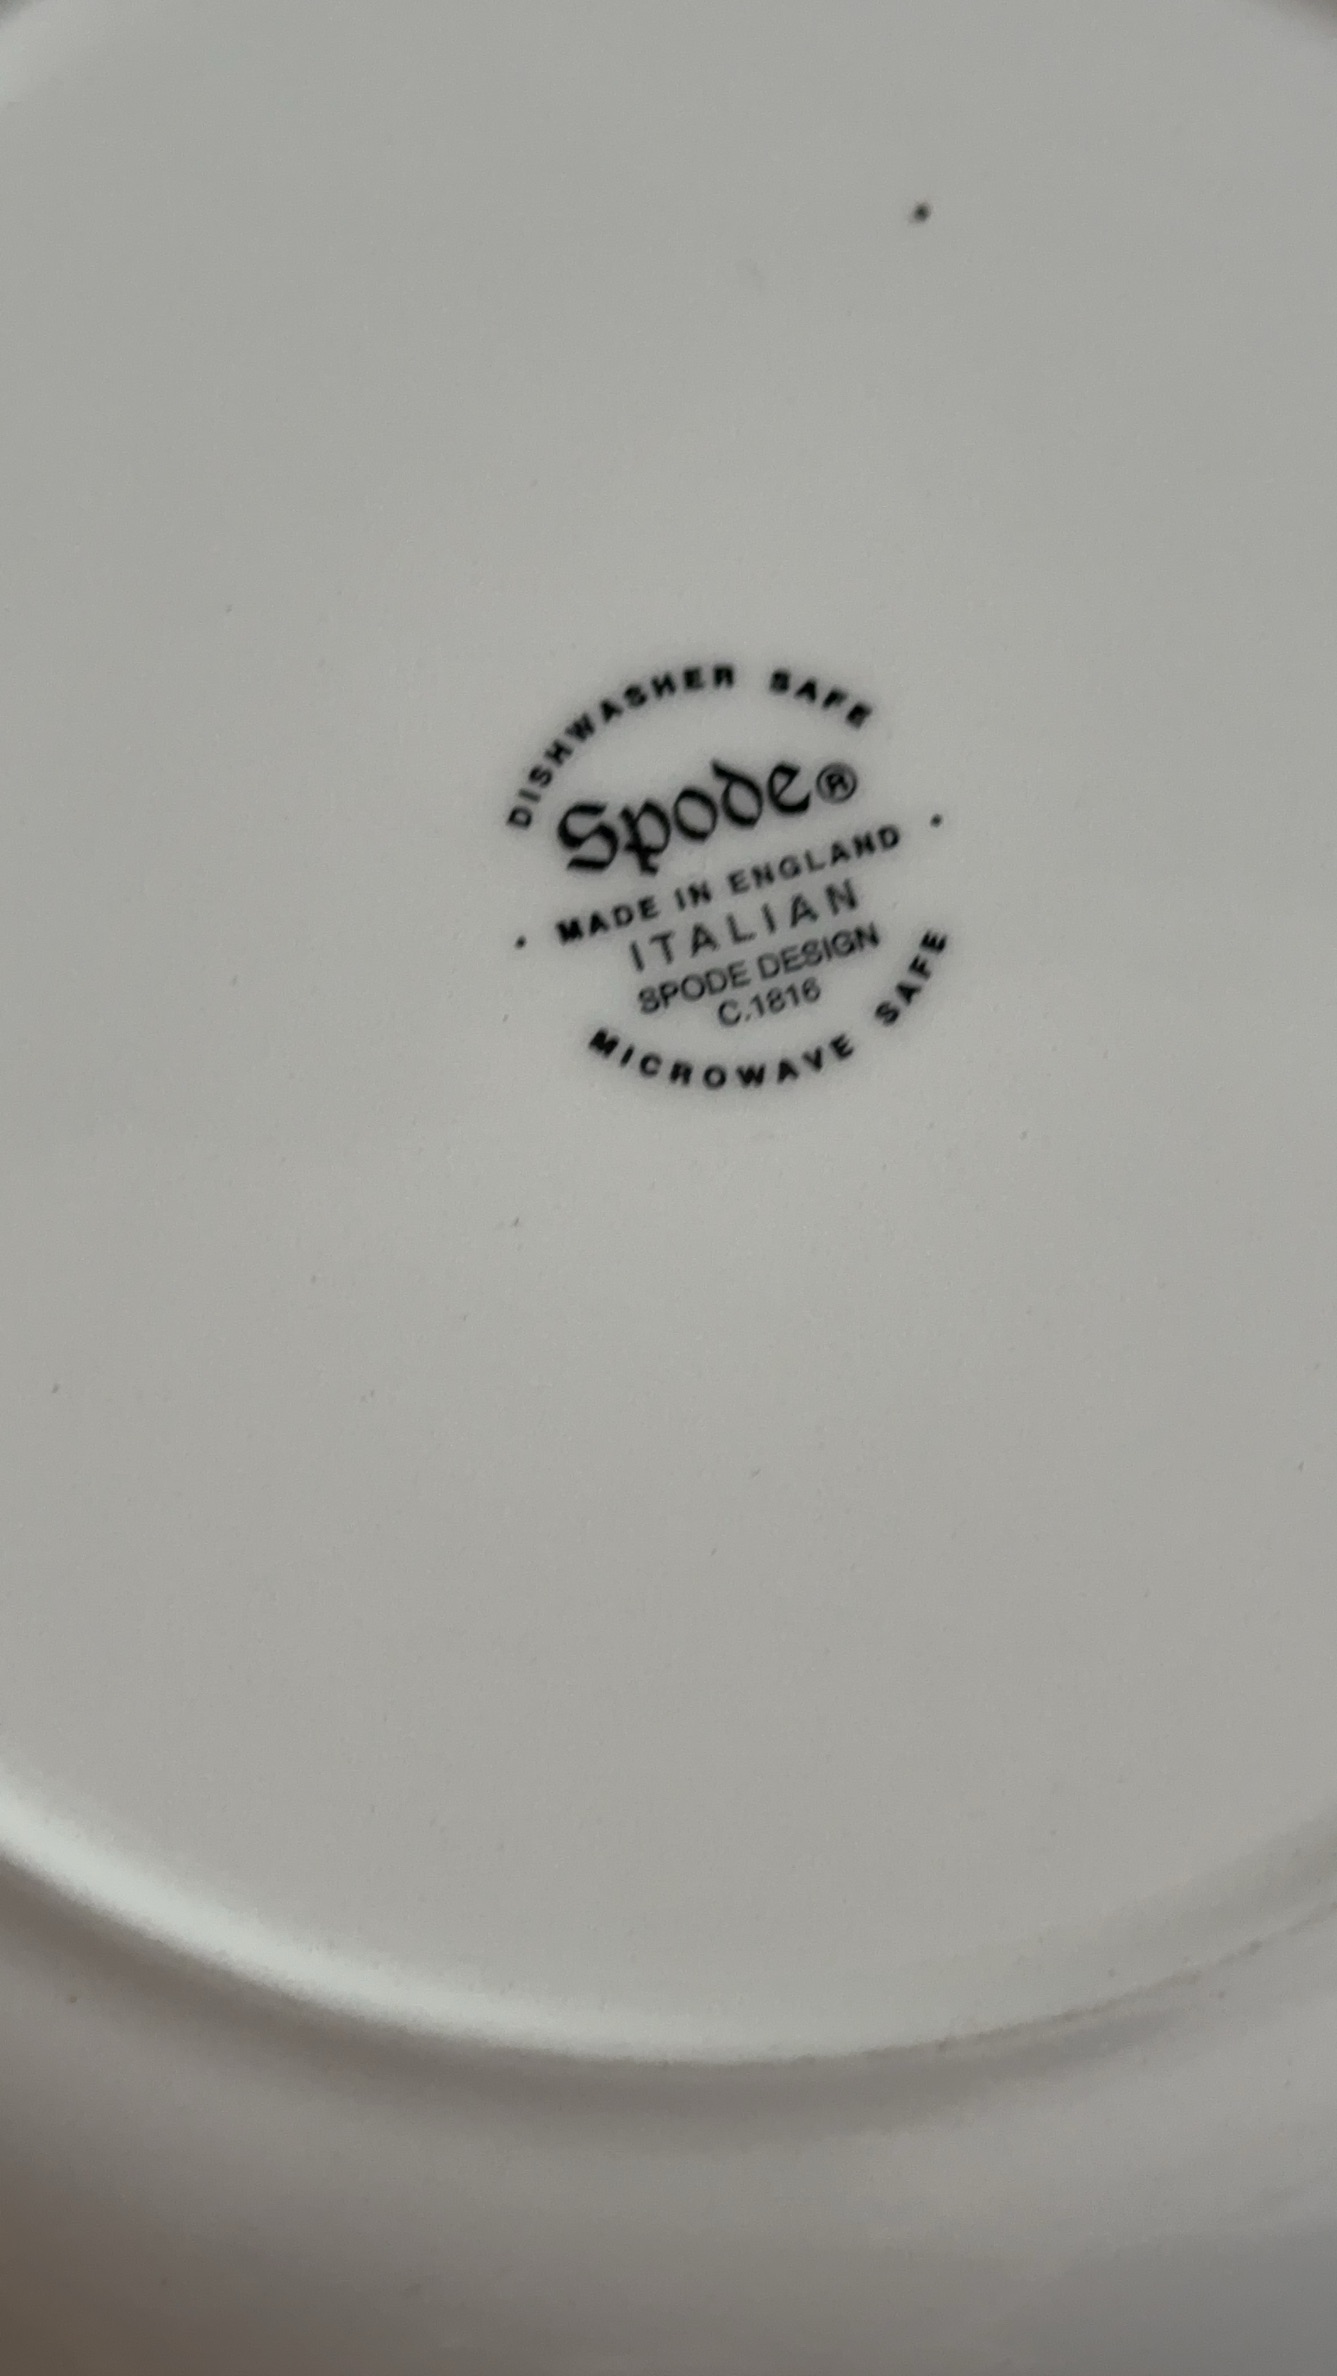 DISHWASHER SAFE
Spode®
· MADE IN ENGLAND ·
ITALIAN
SPODE DESIGN
C.1816
MICROWAVE SAFE